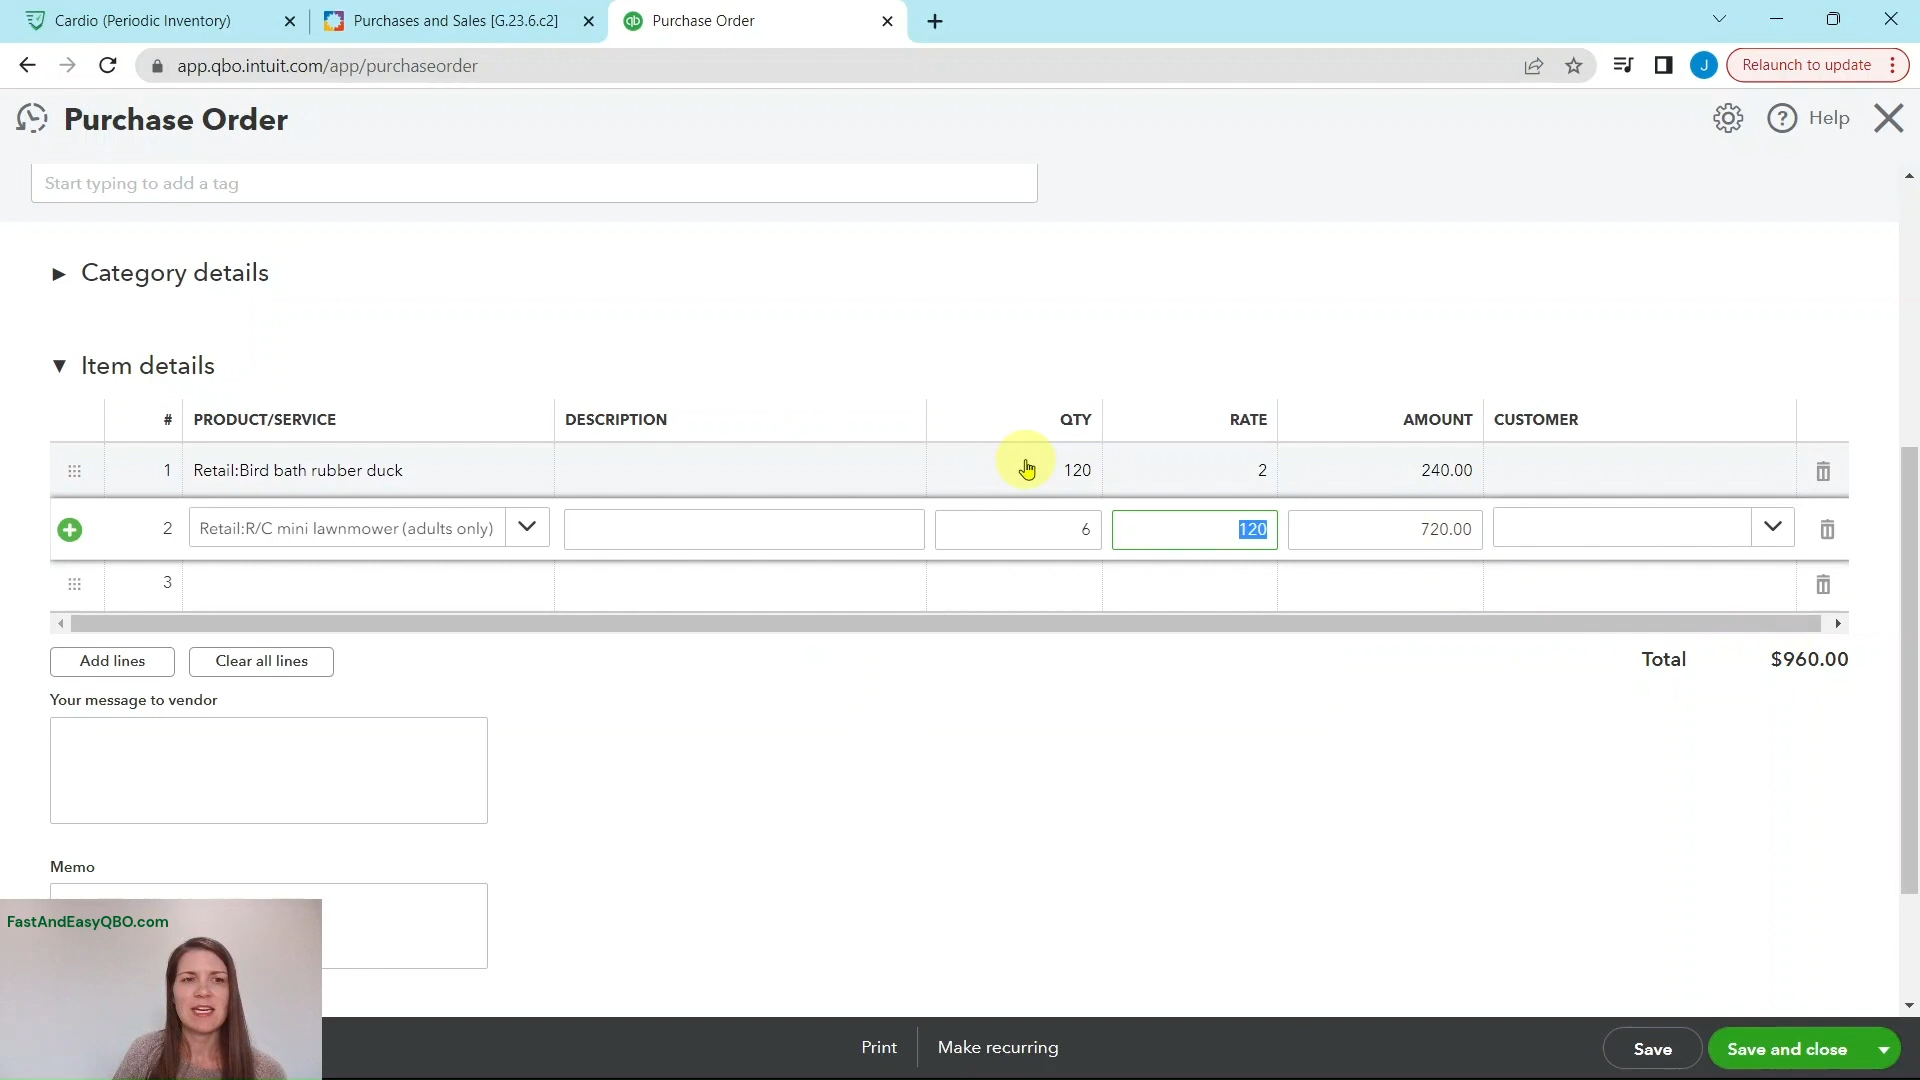 Cardio (Periodic Inventory)
Purchases and Sales [G.23.6.c2]
qb Purchase Order
app.qbo.intuit.com/app/purchaseorder
J
Relaunch to update
Purchase Order
? Help
Start typing to add a tag
Category details
Item details
# PRODUCT/SERVICE DESCRIPTION QTY RATE AMOUNT CUSTOMER
1 Retail:Bird bath rubber duck 120 2 240.00
2 Retail:R/C mini lawnmower (adults only) 6 120 720.00
3
Add lines Clear all lines Total $960.00
Your message to vendor
Memo
FastAndEasyQBO.com
Print Make recurring Save Save and close